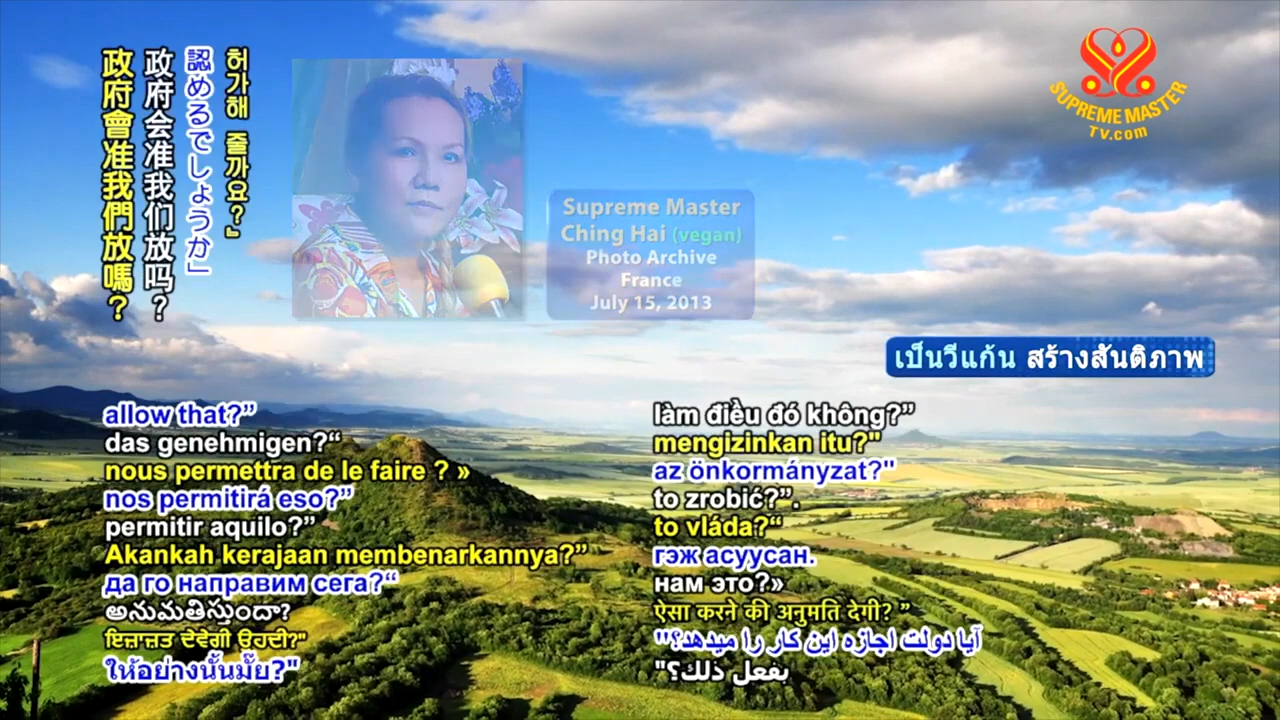 허가해 줄까요?』
認めるでしょうか」
政府会准我们放吗？
政府會准我們放嗎？
Supreme Master
Ching Hai (vegan)
Photo Archive
France
July 15, 2013
SUPREME MASTER
TV.com
เป็นวีแก้น สร้างสันติภาพ
allow that?”
das genehmigen?“
nous permettra de le faire ? »
nos permitirá eso?”
permitir aquilo?”
Akankah kerajaan membenarkannya?”
да го направим сега?“
అనుమతిస్తుందా?
ਇਜ਼ਾਜ਼ਤ ਦੇਵੇਗੀ ਉਹਦੀ?"
ให้อย่างนั้นมั๊ย?"
làm điều đó không?”
mengizinkan itu?"
az önkormányzat?"
to zrobić?”.
to vláda?“
гэж асуусан.
нам это?»
ऐसा करने की अनुमति देगी? ”
آیا دولت اجازه این کار را میدهد؟"
بفعل ذلك؟"